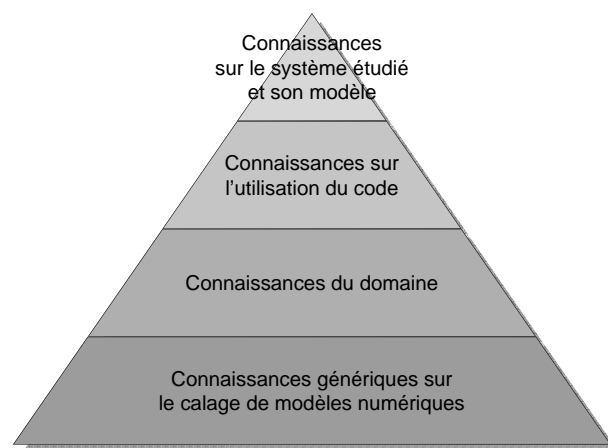 Connaissances
sur le système étudié
et son modèle
Connaissances sur
l'utilisation du code
Connaissances du domaine
Connaissances génériques sur
le calage de modèles numériques